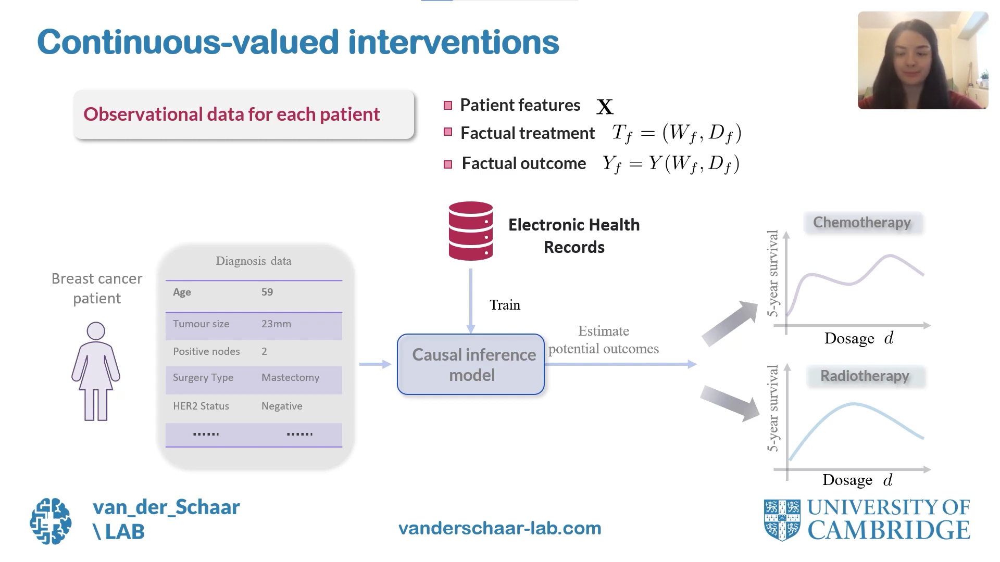 Continuous-valued interventions
Observational data for each patient
Patient features X
Factual treatment T_f = (W_f, D_f)
Factual outcome Y_f = Y(W_f, D_f)
Electronic Health
Records
Train
Breast cancer
patient
Diagnosis data
Age 59
Tumour size 23mm
Positive nodes 2
Surgery Type Mastectomy
HER2 Status Negative
...... ......
Causal inference
model
Estimate
potential outcomes
Chemotherapy
5-year survival
Dosage d
Radiotherapy
5-year survival
Dosage d
van_der_Schaar
\ LAB
vanderschaar-lab.com
UNIVERSITY OF
CAMBRIDGE